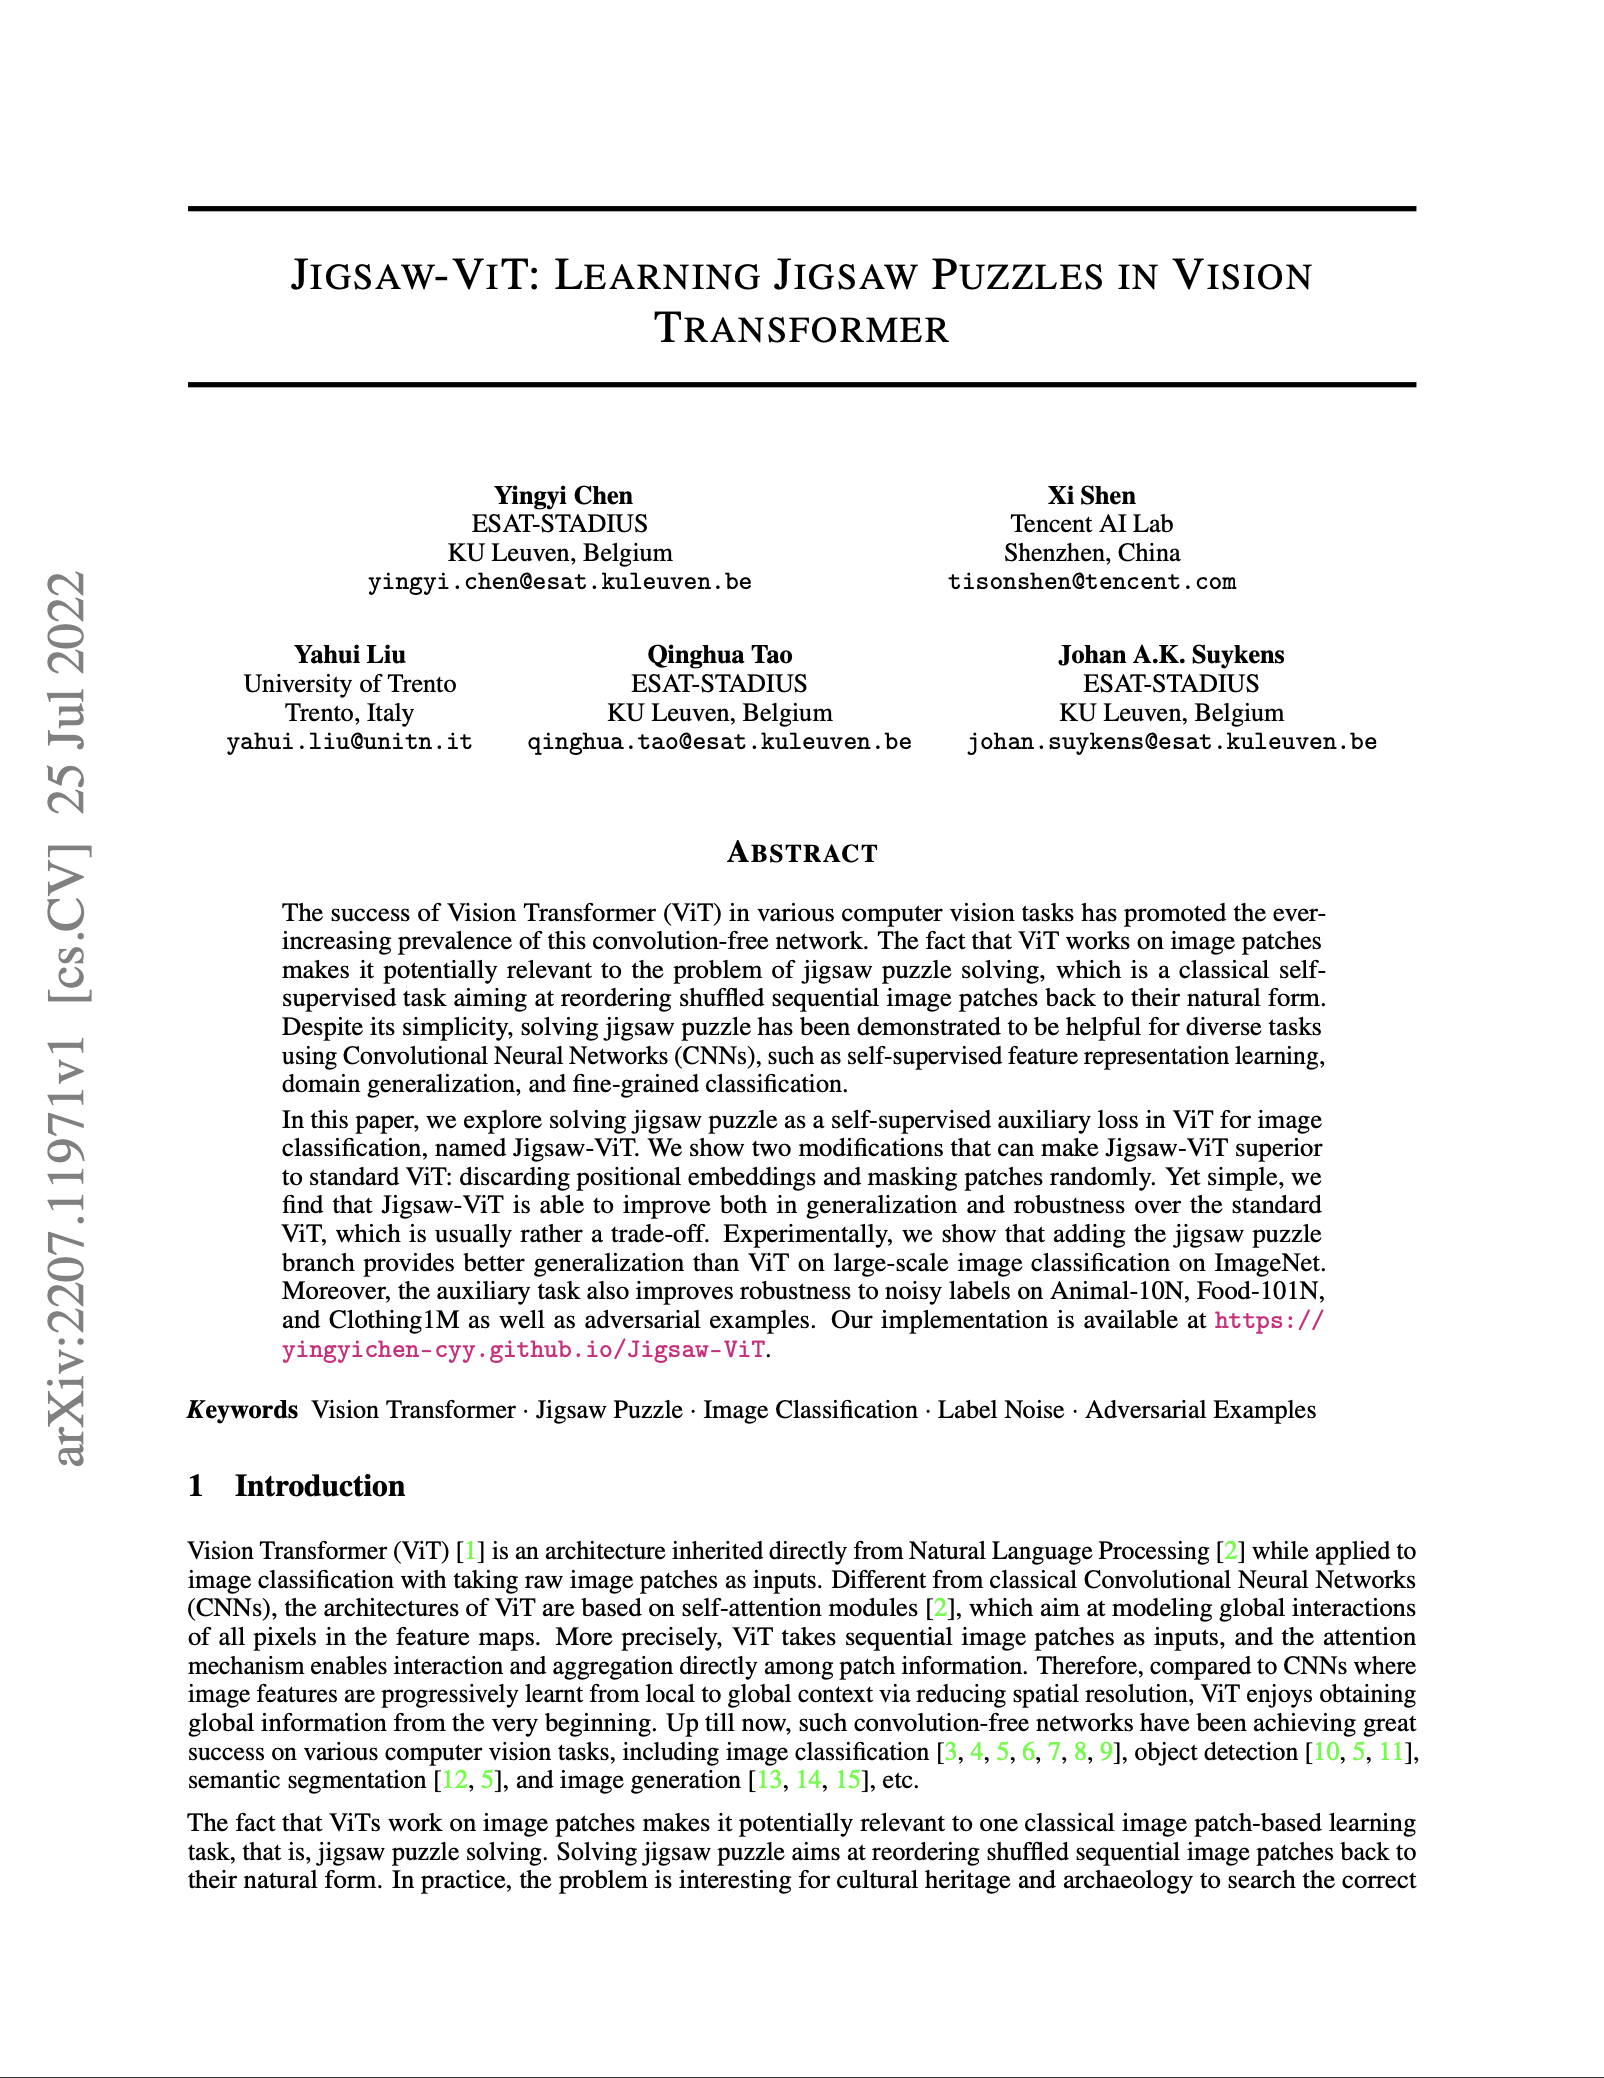 arXiv:2207.11971v1 [cs.CV] 25 Jul 2022
JIGSAW-VIT: LEARNING JIGSAW PUZZLES IN VISION
TRANSFORMER
Yingyi Chen
ESAT-STADIUS
KU Leuven, Belgium
yingyi.chen@esat.kuleuven.be
Xi Shen
Tencent AI Lab
Shenzhen, China
tisonshen@tencent.com
Yahui Liu
University of Trento
Trento, Italy
yahui.liu@unitn.it
Qinghua Tao
ESAT-STADIUS
KU Leuven, Belgium
qinghua.tao@esat.kuleuven.be
Johan A.K. Suykens
ESAT-STADIUS
KU Leuven, Belgium
johan.suykens@esat.kuleuven.be
ABSTRACT
The success of Vision Transformer (ViT) in various computer vision tasks has promoted the ever-
increasing prevalence of this convolution-free network. The fact that ViT works on image patches
makes it potentially relevant to the problem of jigsaw puzzle solving, which is a classical self-
supervised task aiming at reordering shuffled sequential image patches back to their natural form.
Despite its simplicity, solving jigsaw puzzle has been demonstrated to be helpful for diverse tasks
using Convolutional Neural Networks (CNNs), such as self-supervised feature representation learning,
domain generalization, and fine-grained classification.
In this paper, we explore solving jigsaw puzzle as a self-supervised auxiliary loss in ViT for image
classification, named Jigsaw-ViT. We show two modifications that can make Jigsaw-ViT superior
to standard ViT: discarding positional embeddings and masking patches randomly. Yet simple, we
find that Jigsaw-ViT is able to improve both in generalization and robustness over the standard
ViT, which is usually rather a trade-off. Experimentally, we show that adding the jigsaw puzzle
branch provides better generalization than ViT on large-scale image classification on ImageNet.
Moreover, the auxiliary task also improves robustness to noisy labels on Animal-10N, Food-101N,
and Clothing1M as well as adversarial examples. Our implementation is available at https://
yingyichen-cyy.github.io/Jigsaw-ViT.
Keywords Vision Transformer · Jigsaw Puzzle · Image Classification · Label Noise · Adversarial Examples
1 Introduction
Vision Transformer (ViT) [1] is an architecture inherited directly from Natural Language Processing [2] while applied to
image classification with taking raw image patches as inputs. Different from classical Convolutional Neural Networks
(CNNs), the architectures of ViT are based on self-attention modules [2], which aim at modeling global interactions
of all pixels in the feature maps. More precisely, ViT takes sequential image patches as inputs, and the attention
mechanism enables interaction and aggregation directly among patch information. Therefore, compared to CNNs where
image features are progressively learnt from local to global context via reducing spatial resolution, ViT enjoys obtaining
global information from the very beginning. Up till now, such convolution-free networks have been achieving great
success on various computer vision tasks, including image classification [3, 4, 5, 6, 7, 8, 9], object detection [10, 5, 11],
semantic segmentation [12, 5], and image generation [13, 14, 15], etc.
The fact that ViTs work on image patches makes it potentially relevant to one classical image patch-based learning
task, that is, jigsaw puzzle solving. Solving jigsaw puzzle aims at reordering shuffled sequential image patches back to
their natural form. In practice, the problem is interesting for cultural heritage and archaeology to search the correct